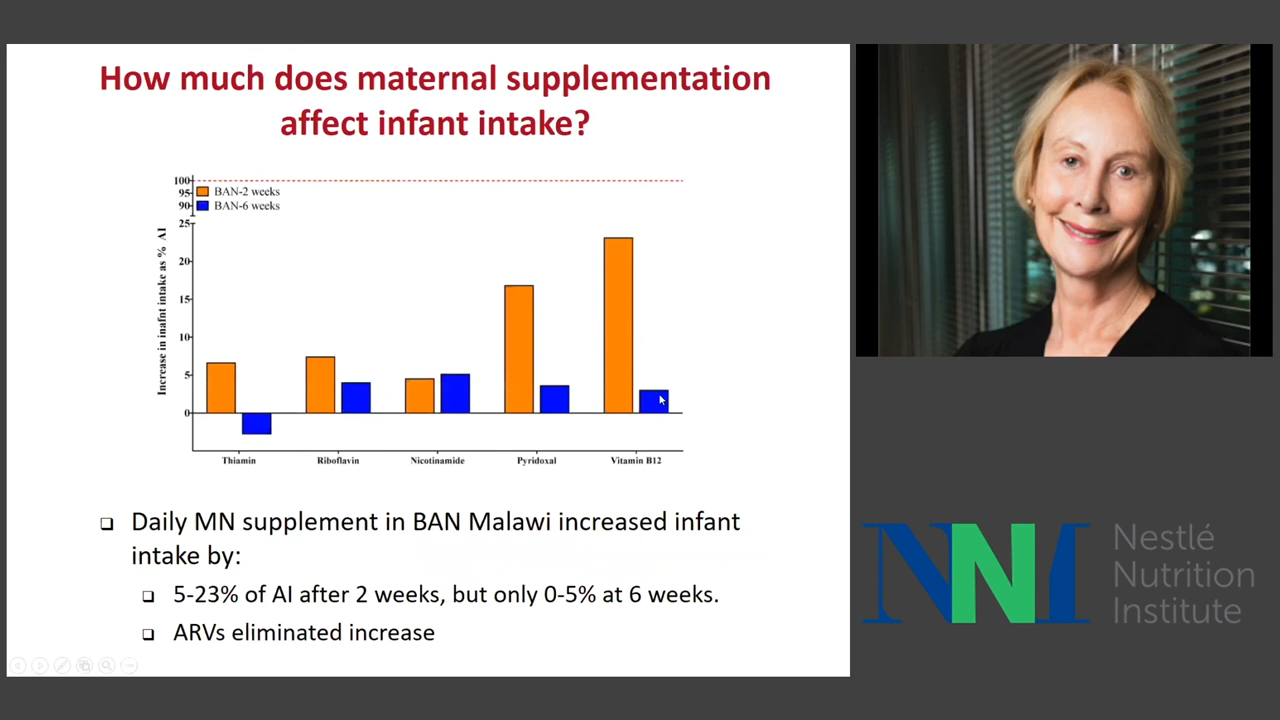 How much does maternal supplementation
affect infant intake?
100
95
90
25
20
15
10
5
0
BAN-2 weeks
BAN-6 weeks
Increase in inafnt intake as % AI
Thiamin Riboflavin Nicotinamide Pyridoxal Vitamin B12
Daily MN supplement in BAN Malawi increased infant
intake by:
5-23% of AI after 2 weeks, but only 0-5% at 6 weeks.
ARVs eliminated increase
NNI
Nestlé
Nutrition
Institute